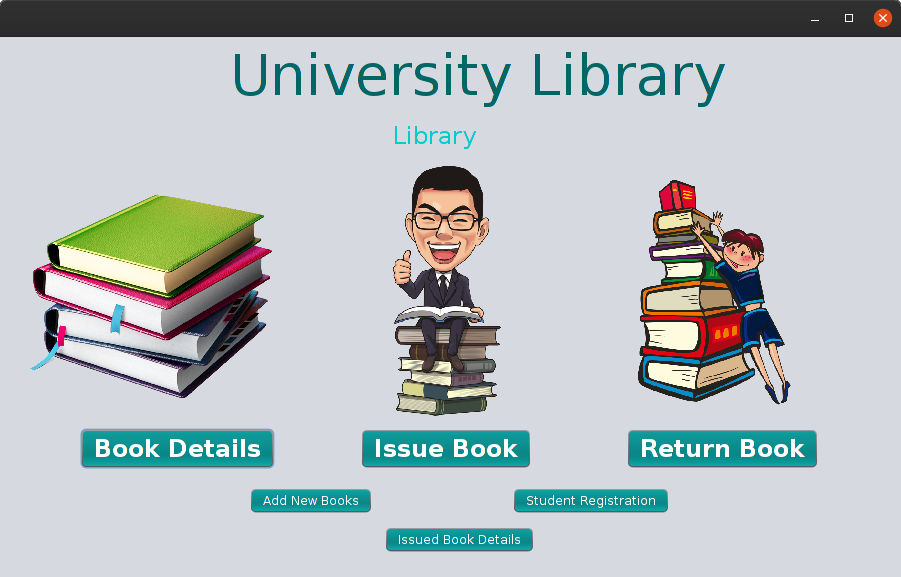 University Library
Library
Book Details
Issue Book
Return Book
Add New Books
Student Registration
Issued Book Details